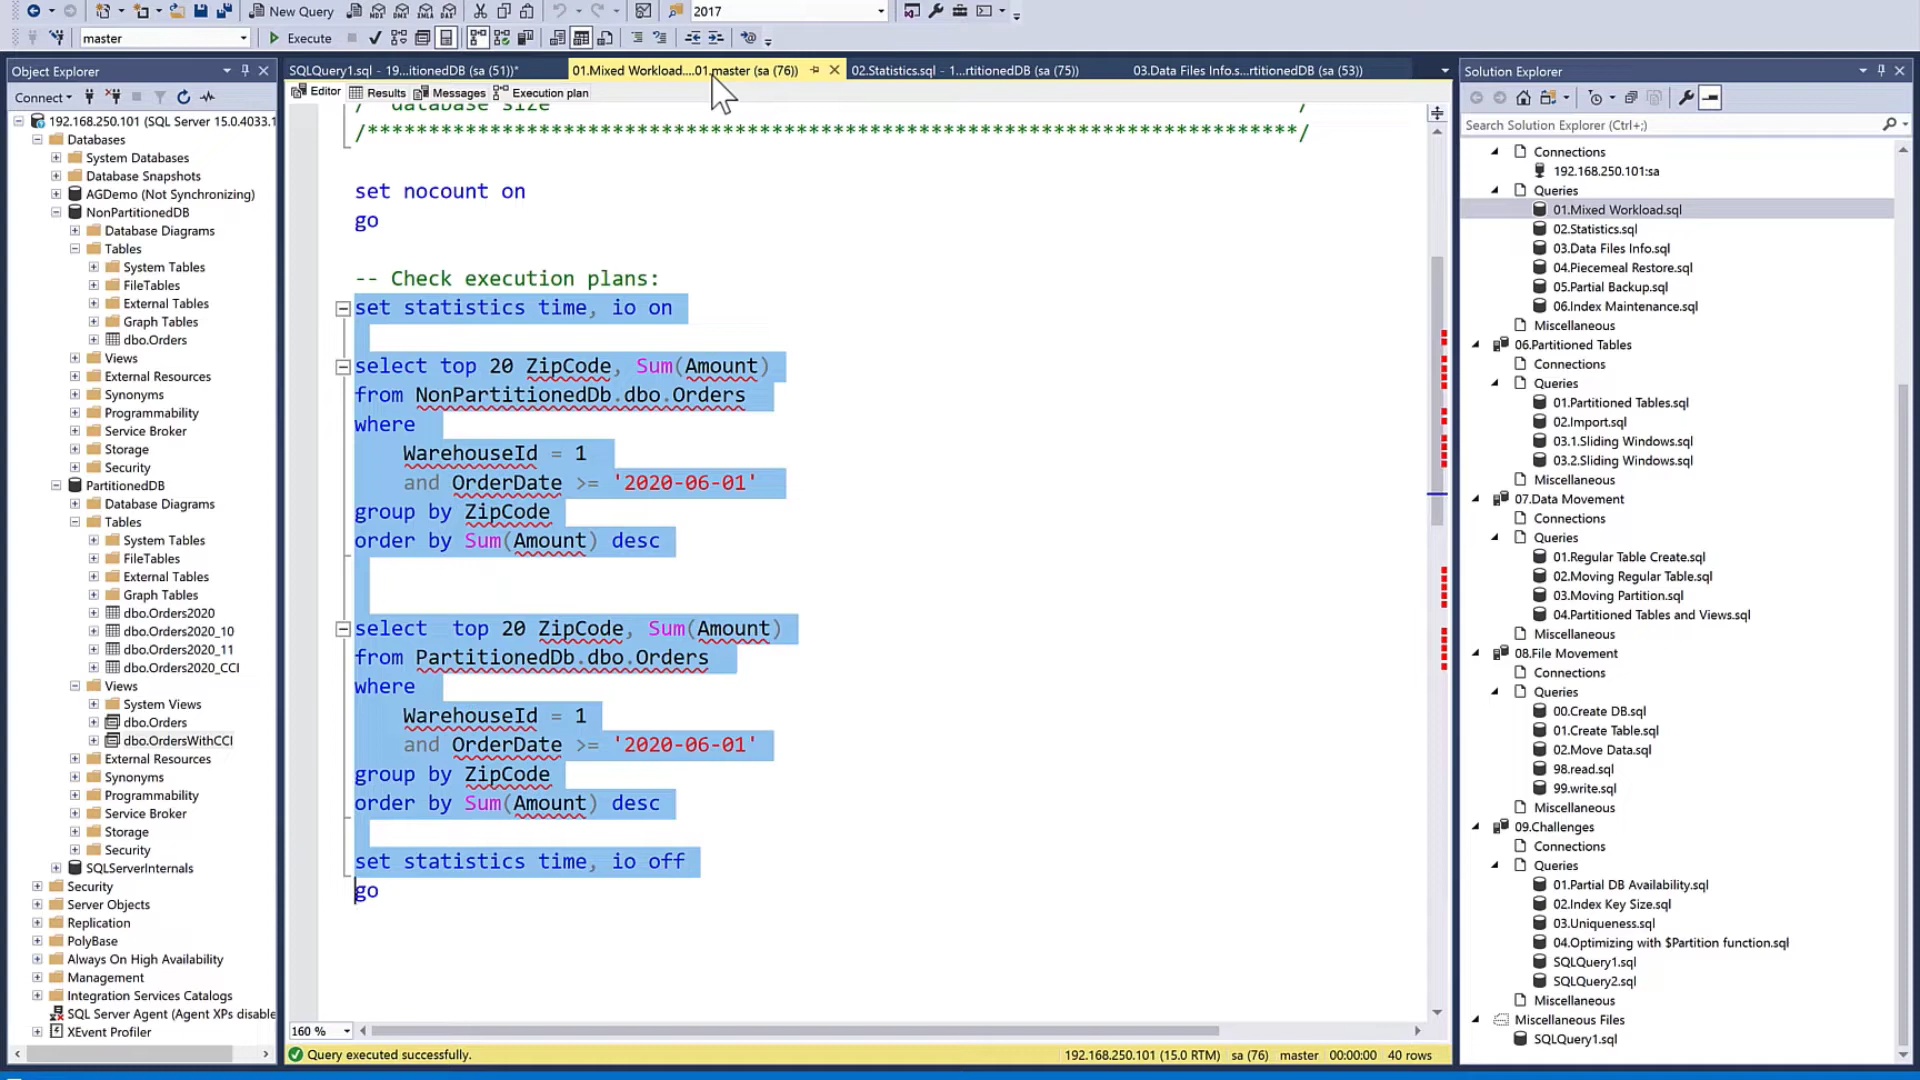 New Query
MDX
DMX
XMLA
DAX
2017
master
Execute
Object Explorer
SQLQuery1.sql - 19...itionedDB (sa (51))*
01.Mixed Workload....01.master (sa (76))
02.Statistics.sql - 1...rtitionedDB (sa (75))
03.Data Files Info.s...rtitionedDB (sa (53))
Solution Explorer
Connect
Editor
Results
Messages
Execution plan
Search Solution Explorer (Ctrl+;)
192.168.250.101 (SQL Server 15.0.4033.1
Databases
System Databases
Database Snapshots
AGDemo (Not Synchronizing)
NonPartitionedDB
Database Diagrams
Tables
System Tables
FileTables
External Tables
Graph Tables
dbo.Orders
Views
External Resources
Synonyms
Programmability
Service Broker
Storage
Security
PartitionedDB
Database Diagrams
Tables
System Tables
FileTables
External Tables
Graph Tables
dbo.Orders2020
dbo.Orders2020_10
dbo.Orders2020_11
dbo.Orders2020_CCI
Views
System Views
dbo.Orders
dbo.OrdersWithCCI
External Resources
Synonyms
Programmability
Service Broker
Storage
Security
SQLServerInternals
Security
Server Objects
Replication
PolyBase
Always On High Availability
Management
Integration Services Catalogs
SQL Server Agent (Agent XPs disable
XEvent Profiler
/* database size */
/****************************************************************************/
set nocount on
go
-- Check execution plans:
set statistics time, io on
select top 20 ZipCode, Sum(Amount)
from NonPartitionedDb.dbo.Orders
where
WarehouseId = 1
and OrderDate >= '2020-06-01'
group by ZipCode
order by Sum(Amount) desc
select  top 20 ZipCode, Sum(Amount)
from PartitionedDb.dbo.Orders
where
WarehouseId = 1
and OrderDate >= '2020-06-01'
group by ZipCode
order by Sum(Amount) desc
set statistics time, io off
go
160 %
Query executed successfully.
192.168.250.101 (15.0 RTM)
sa (76)
master
00:00:00
40 rows
Connections
192.168.250.101:sa
Queries
01.Mixed Workload.sql
02.Statistics.sql
03.Data Files Info.sql
04.Piecemeal Restore.sql
05.Partial Backup.sql
06.Index Maintenance.sql
Miscellaneous
06.Partitioned Tables
Connections
Queries
01.Partitioned Tables.sql
02.Import.sql
03.1.Sliding Windows.sql
03.2.Sliding Windows.sql
Miscellaneous
07.Data Movement
Connections
Queries
01.Regular Table Create.sql
02.Moving Regular Table.sql
03.Moving Partition.sql
04.Partitioned Tables and Views.sql
Miscellaneous
08.File Movement
Connections
Queries
00.Create DB.sql
01.Create Table.sql
02.Move Data.sql
98.read.sql
99.write.sql
Miscellaneous
09.Challenges
Connections
Queries
01.Partial DB Availability.sql
02.Index Key Size.sql
03.Uniqueness.sql
04.Optimizing with $Partition function.sql
SQLQuery1.sql
SQLQuery2.sql
Miscellaneous
Miscellaneous Files
SQLQuery1.sql